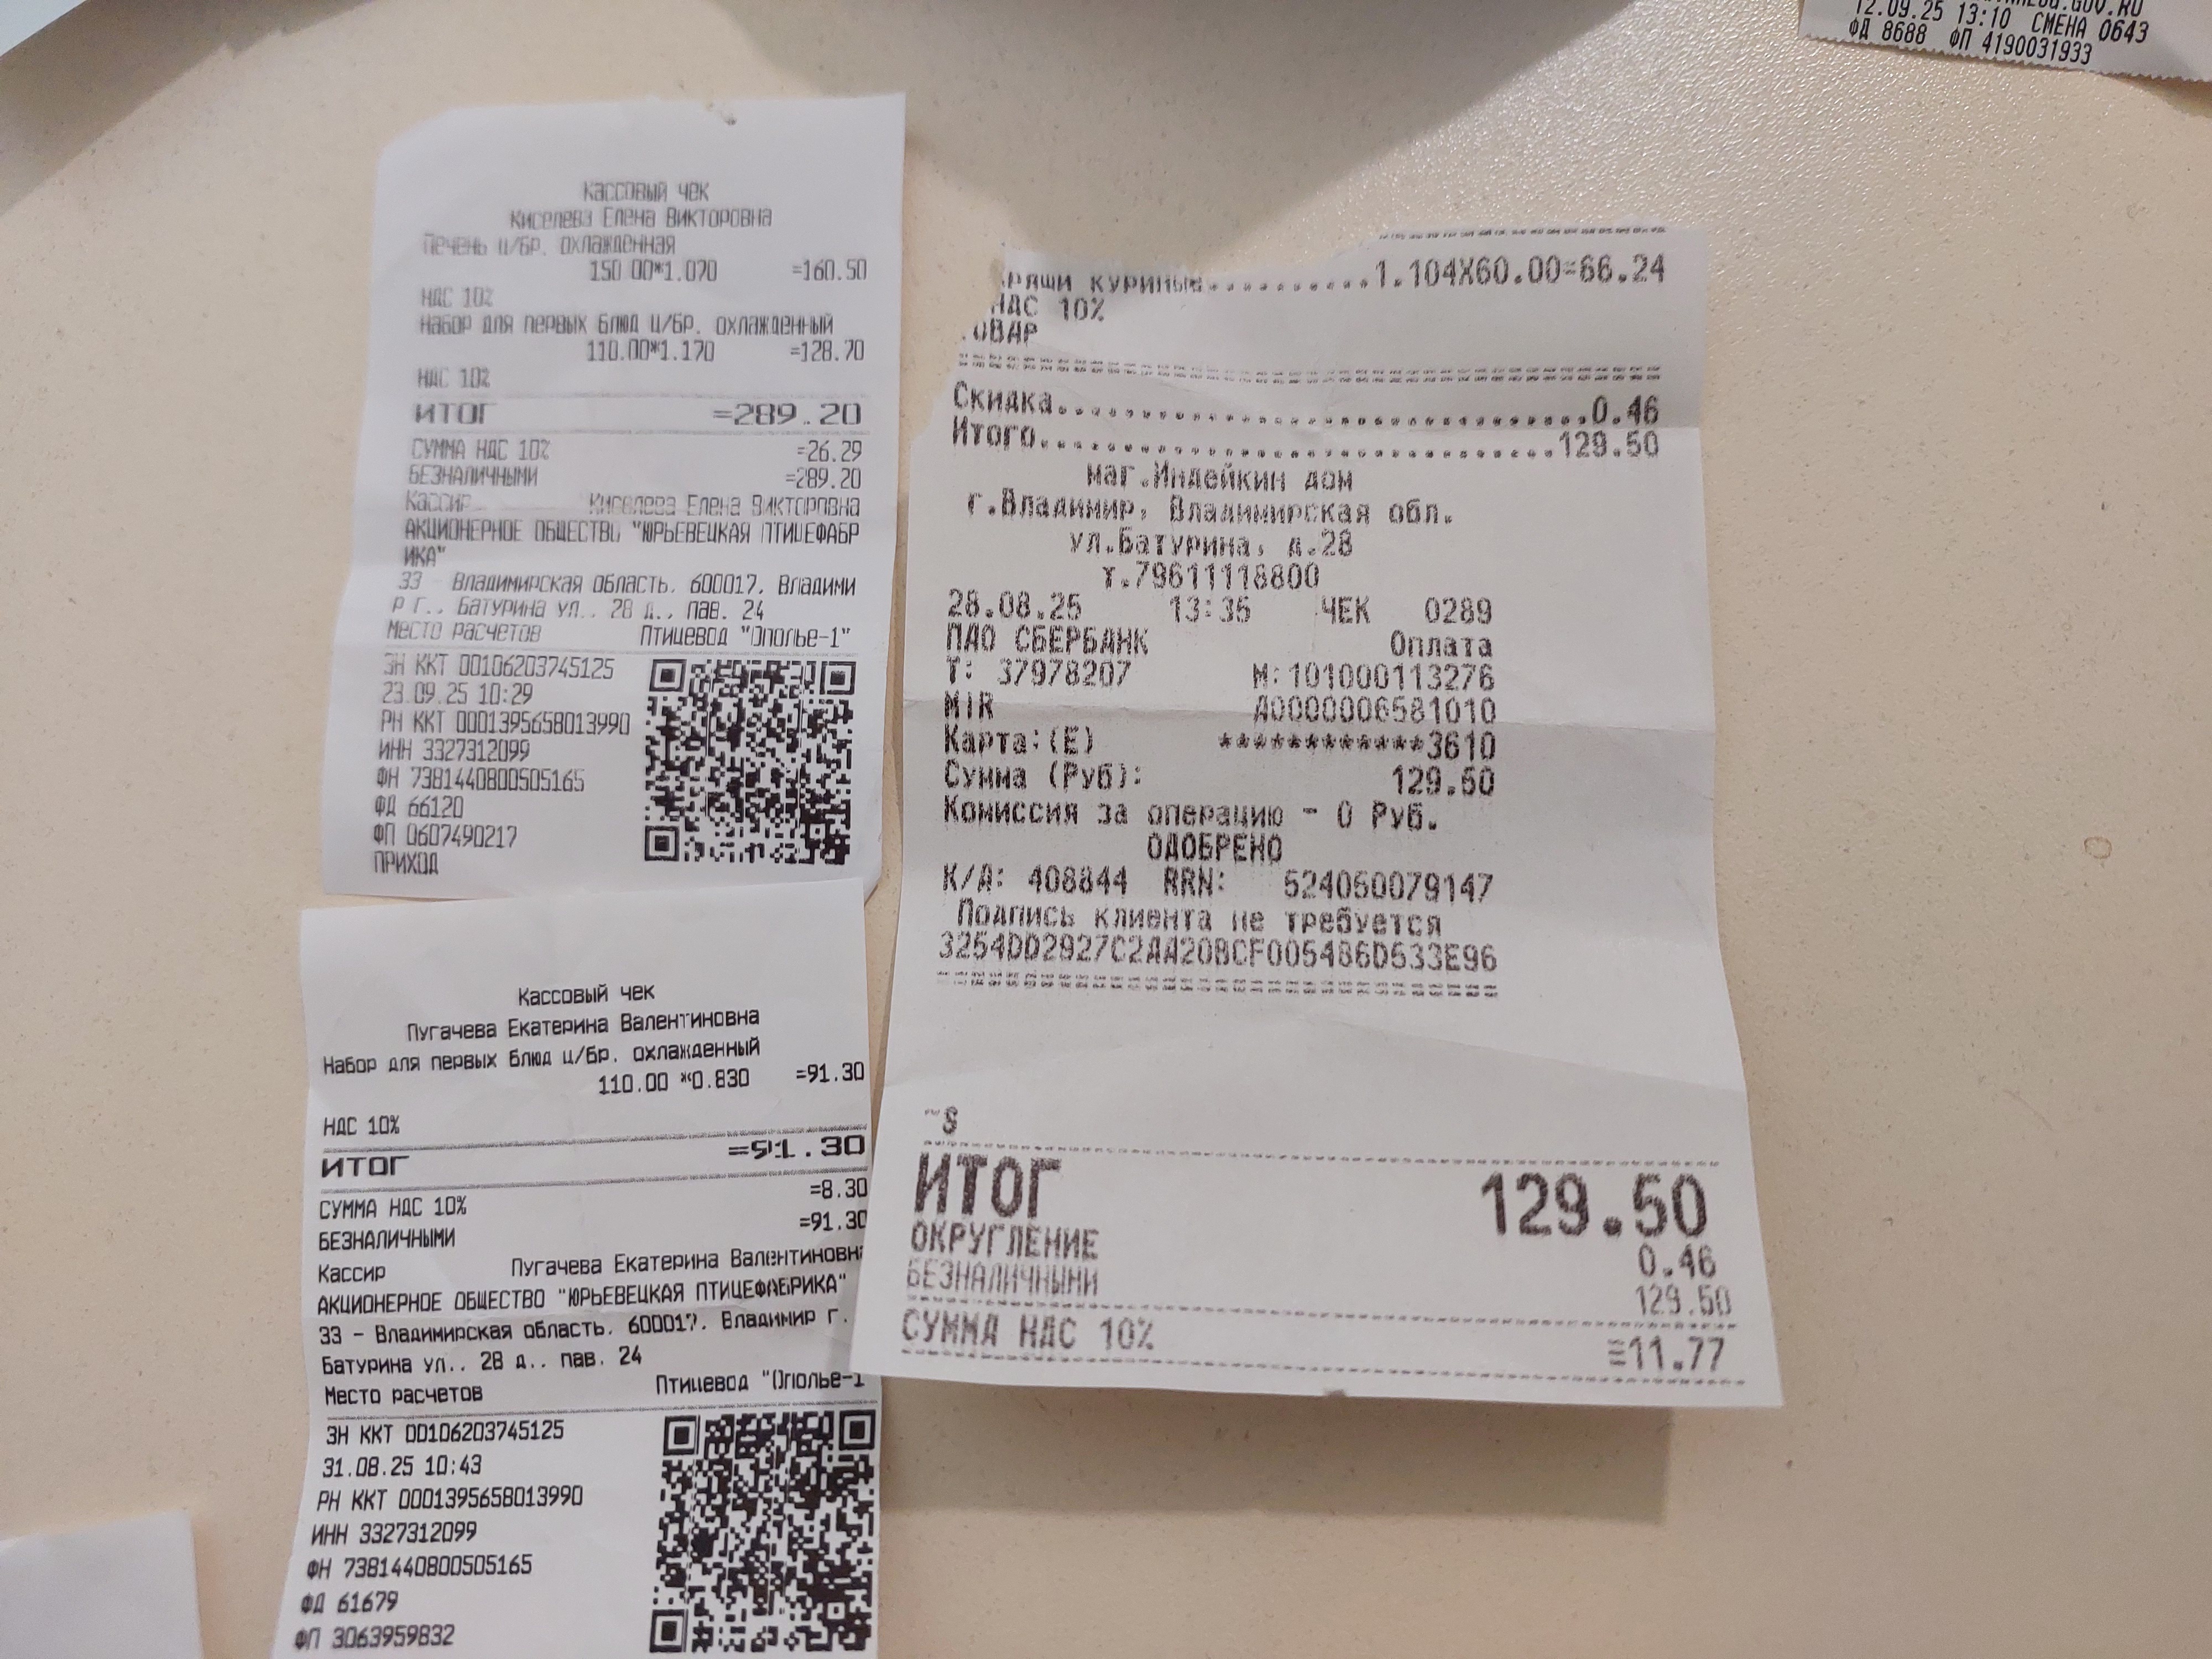 12.09.25 13:10 СМЕНА 0643
ФД 8688 ФП 4190031933
Кассовый чек
Киселева Елена Викторовна
Печень ц/бр. охлажденная
150.00*1.070 =160.50
НДС 10%
Набор для первых блюд ц/бр. охлажденный
110.00*1.170 =128.70
НДС 10%
ИТОГ =289.20
СУММА НДС 10% =26.29
БЕЗНАЛИЧНЫМИ =289.20
Кассир Киселева Елена Викторовна
АКЦИОНЕРНОЕ ОБЩЕСТВО "ЮРЬЕВЕЦКАЯ ПТИЦЕФАБР
ИКА"
33 - Владимирская область, 600017, Владими
р г., Батурина ул., 28 д., пав. 24
Место расчетов Птицевод "Ополье-1"
ЗН ККТ 00106203745125
23.09.25 10:29
РН ККТ 0001395658013990
ИНН 3327312099
ФН 7381440800505165
ФД 66120
ФП 0607490217
ПРИХОД
Кассовый чек
Пугачева Екатерина Валентиновна
Набор для первых блюд ц/бр. охлажденный
110.00 *0.830 =91.30
НДС 10%
ИТОГ =91.30
СУММА НДС 10% =8.30
БЕЗНАЛИЧНЫМИ =91.30
Кассир Пугачева Екатерина Валентиновна
АКЦИОНЕРНОЕ ОБЩЕСТВО "ЮРЬЕВЕЦКАЯ ПТИЦЕФАБРИКА"
33 - Владимирская область, 600017, Владимир г.
Батурина ул., 28 д., пав. 24
Место расчетов Птицевод "Ополье-1
ЗН ККТ 00106203745125
31.08.25 10:43
РН ККТ 0001395658013990
ИНН 3327312099
ФН 7381440800505165
ФД 61679
ФП 3063959832
КУРИНЫЕ..........1.104X60.00=66.24
НДС 10%
ОВАР
Скидка................................0.46
Итого................................129.50
маг.Индейкин дом
г.Владимир, Владимирская обл.
ул.Батурина, д.28
т.79611118800
28.08.25 13:35 ЧЕК 0289
ПАО СБЕРБАНК Оплата
Т: 37978207 М:101000113276
MIR A0000006581010
Карта:(E) ************3610
Сумма (Руб): 129.50
Комиссия за операцию - 0 Руб.
ОДОБРЕНО
К/А: 408844 RRN: 524050079147
Подпись клиента не требуется
3254DD2927C2AA20BCF005486D533E96
~S
ИТОГ 129.50
ОКРУГЛЕНИЕ 0.46
БЕЗНАЛИЧНЫМИ 129.50
СУММА НДС 10% =11.77